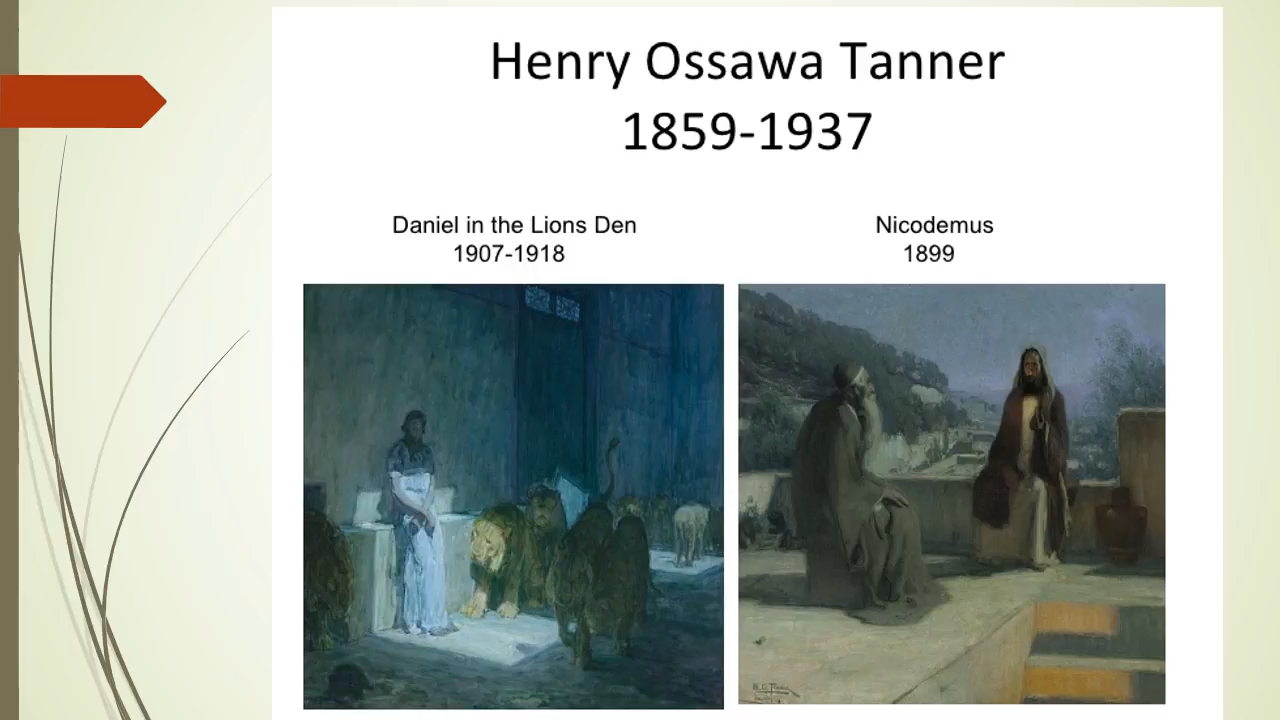 Henry Ossawa Tanner
1859-1937
Daniel in the Lions Den
1907-1918
Nicodemus
1899